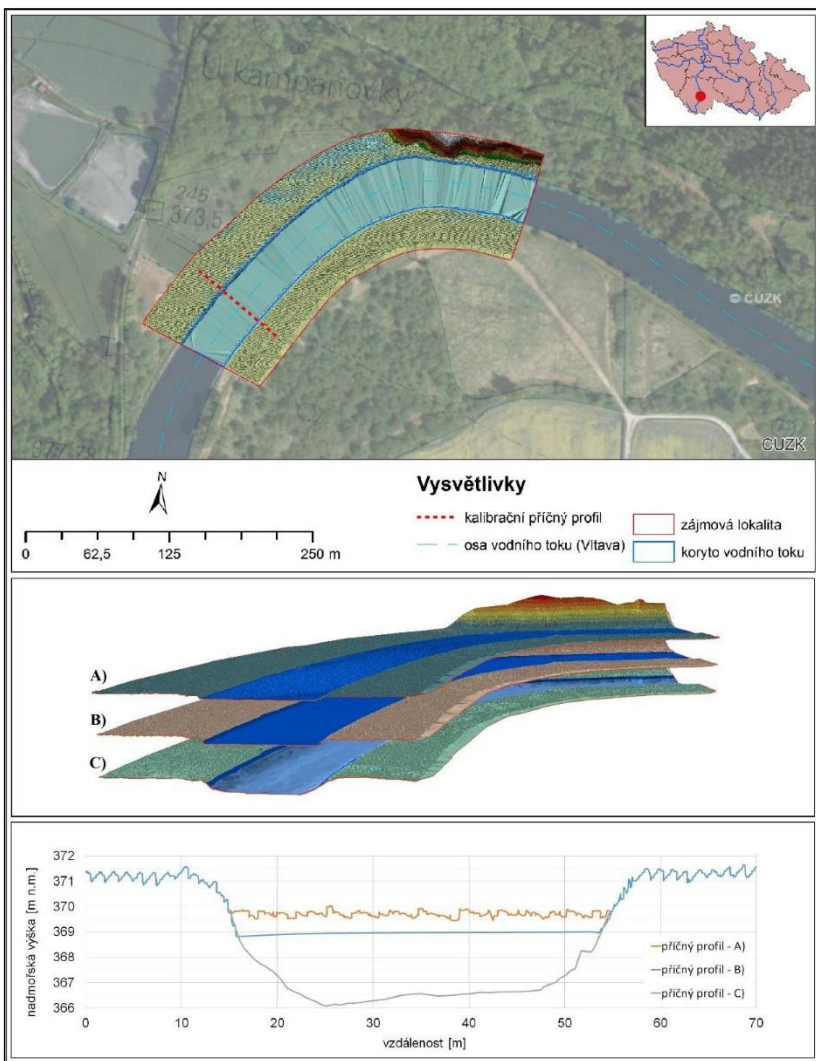 U kampanovky
246
373,5
© CUZK
CUZK
N
0 62,5 125 250 m
Vysvětlivky
kalibrační příčný profil
osa vodního toku (Vltava)
zájmová lokalita
koryto vodního toku
A)
B)
C)
nadmořská výška [m n.m.]
372
371
370
369
368
367
366
0 10 20 30 40 50 60 70
vzdálenost [m]
příčný profil - A)
příčný profil - B)
příčný profil - C)